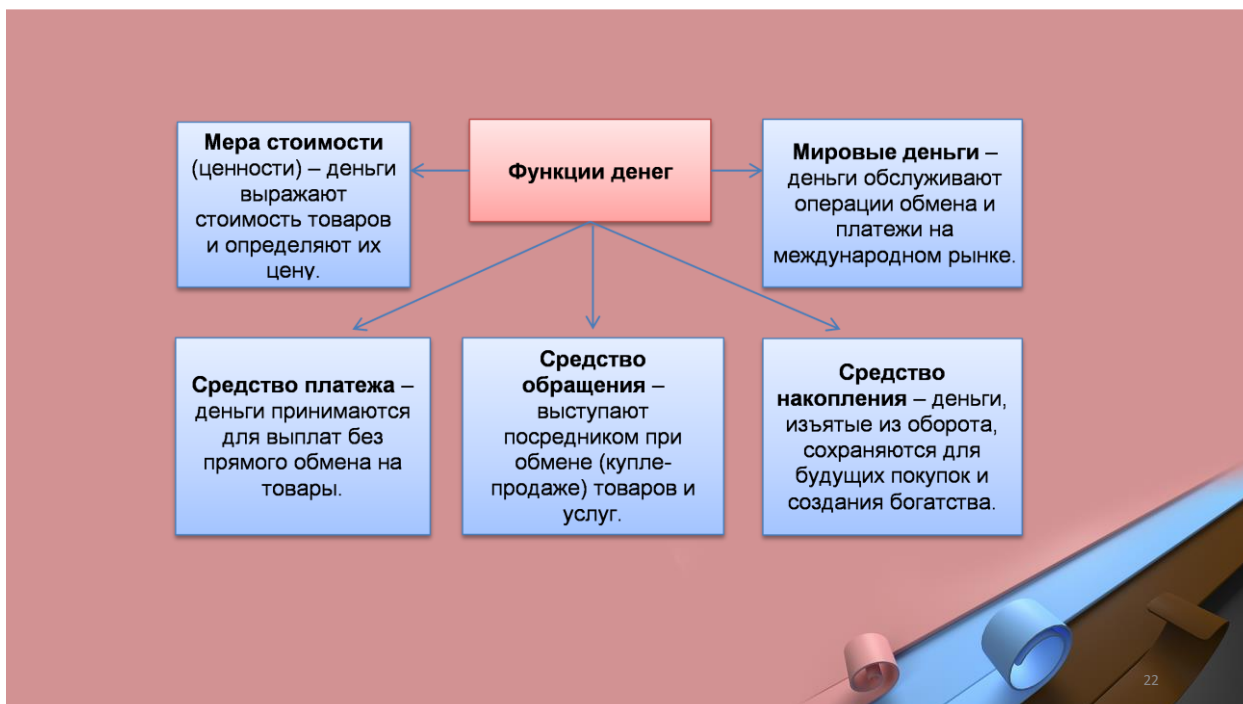 Мера стоимости
(ценности) – деньги
выражают
стоимость товаров
и определяют их
цену.
Функции денег
Мировые деньги –
деньги обслуживают
операции обмена и
платежи на
международном рынке.
Средство платежа –
деньги принимаются
для выплат без
прямого обмена на
товары.
Средство
обращения –
выступают
посредником при
обмене (купле-
продаже) товаров и
услуг.
Средство
накопления – деньги,
изъятые из оборота,
сохраняются для
будущих покупок и
создания богатства.
22